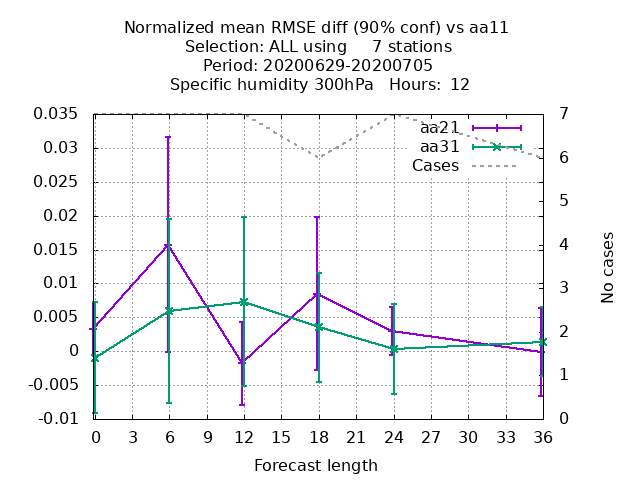 Normalized mean RMSE diff (90% conf) vs aa11
Selection: ALL using     7 stations
Period: 20200629-20200705
Specific humidity 300hPa   Hours:  12
0.035
0.03
0.025
0.02
0.015
0.01
0.005
0
-0.005
-0.01
aa21
aa31
Cases
7
6
5
4
3
2
1
0
No cases
0 3 6 9 12 15 18 21 24 27 30 33 36
Forecast length